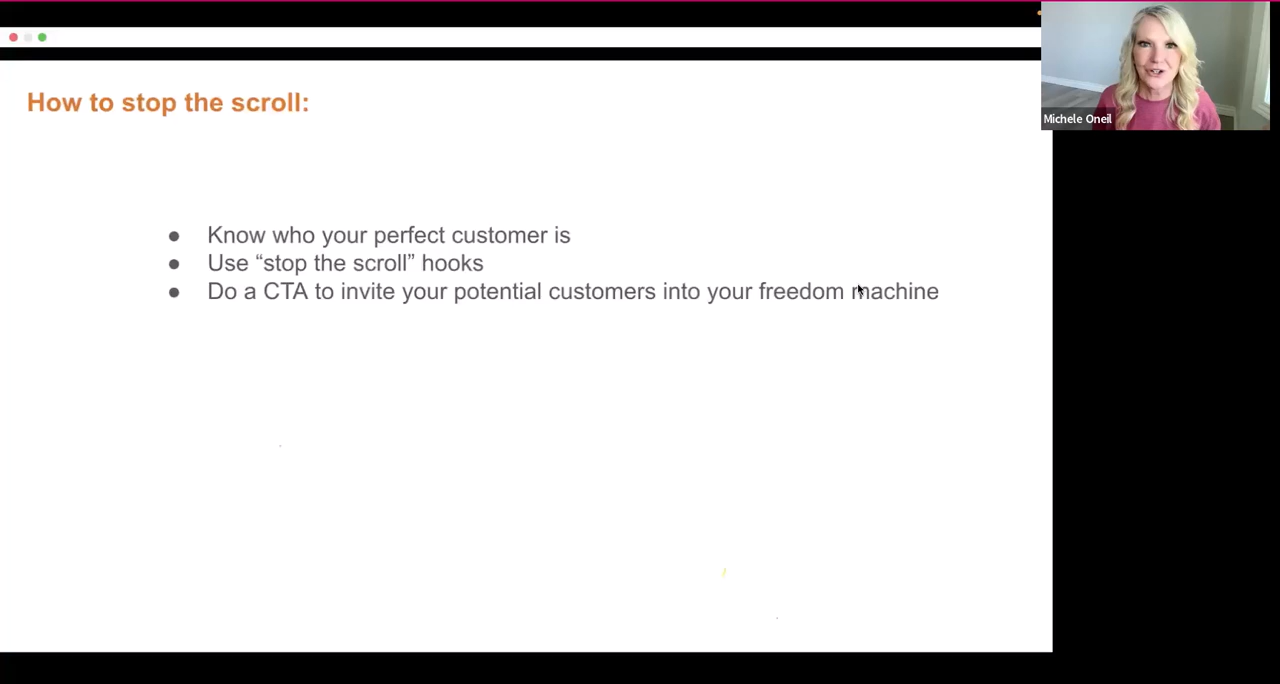 How to stop the scroll:
Michele Oneil
● Know who your perfect customer is
● Use “stop the scroll” hooks
● Do a CTA to invite your potential customers into your freedom machine